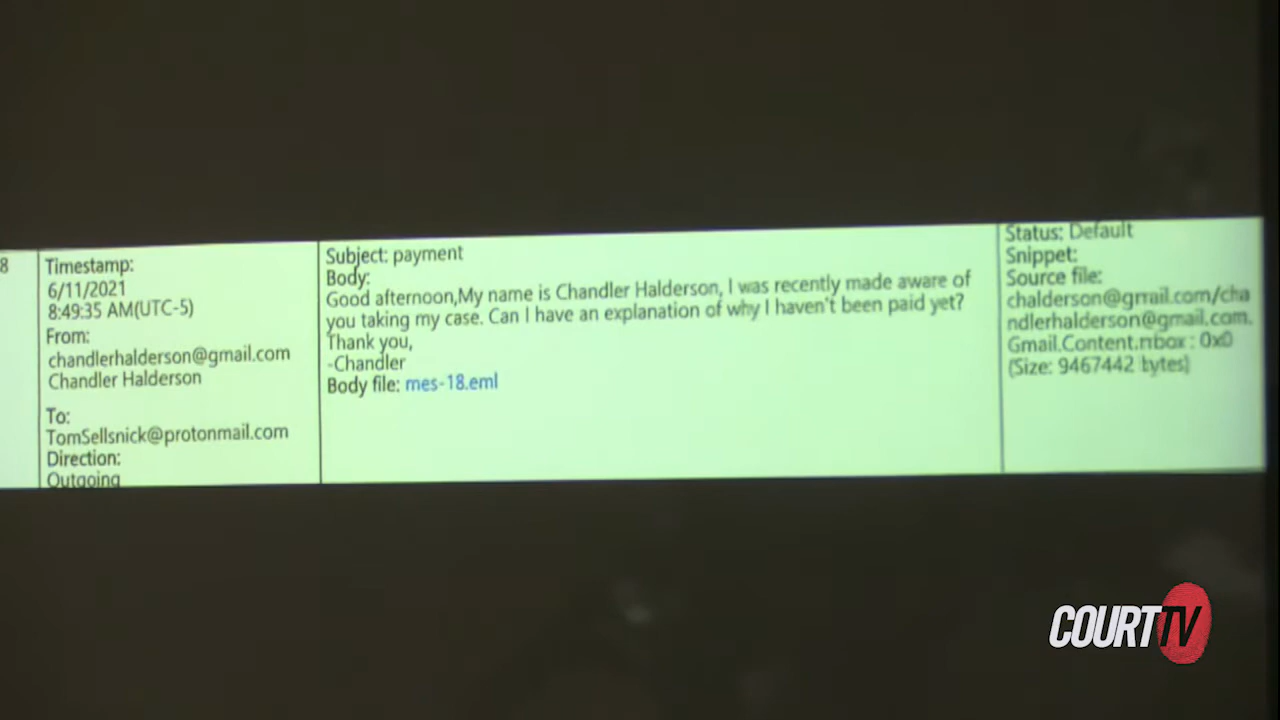 8
Timestamp:
6/11/2021
8:49:35 AM(UTC-5)
From:
chandlerhalderson@gmail.com
Chandler Halderson
To:
TomSellsnick@protonmail.com
Direction:
Outgoing
Subject: payment
Body:
Good afternoon,My name is Chandler Halderson, I was recently made aware of
you taking my case. Can I have an explanation of why I haven't been paid yet?
Thank you,
-Chandler
Body file: mes-18.eml
Status: Default
Snippet:
Source file:
chalderson@gmail.com/cha
ndlerhalderson@gmail.com.
Gmail.Content.mbox : 0x0
(Size: 9467442 bytes)
COURT TV